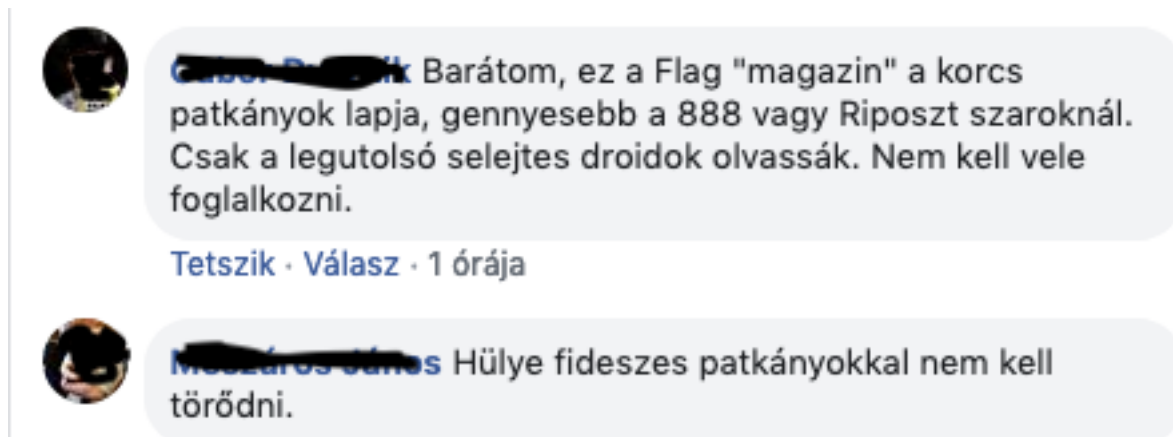 Barátom, ez a Flag "magazin" a korcs
patkányok lapja, gennyesebb a 888 vagy Riposzt szaroknál.
Csak a legutolsó selejtes droidok olvassák. Nem kell vele
foglalkozni.
Tetszik · Válasz · 1 órája
Hülye fideszes patkányokkal nem kell
törődni.